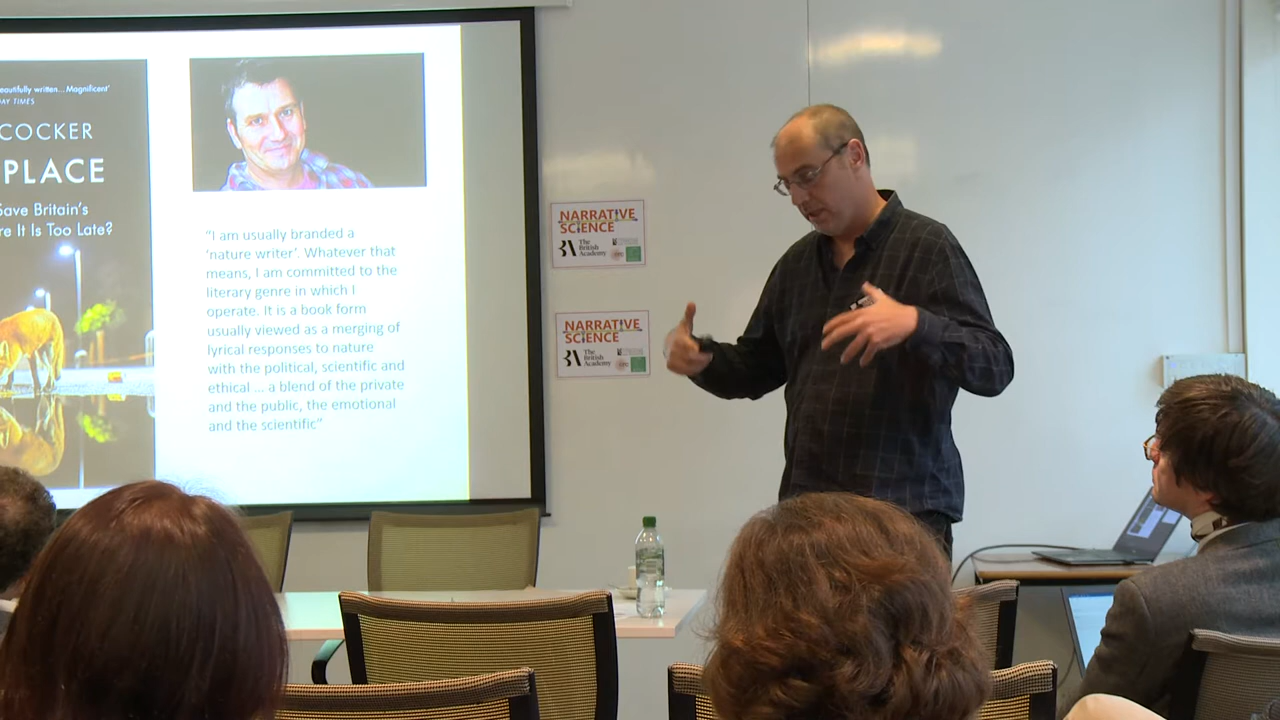 eautifully written... Magnificent'
DAY TIMES
COCKER
PLACE
Save Britain's
re It Is Too Late?
"I am usually branded a
'nature writer'. Whatever that
means, I am committed to the
literary genre in which I
operate. It is a book form
usually viewed as a merging of
lyrical responses to nature
with the political, scientific and
ethical ... a blend of the private
and the public, the emotional
and the scientific"
NARRATIVE
SCIENCE
The
British
Academy
NARRATIVE
SCIENCE
The
British
Academy